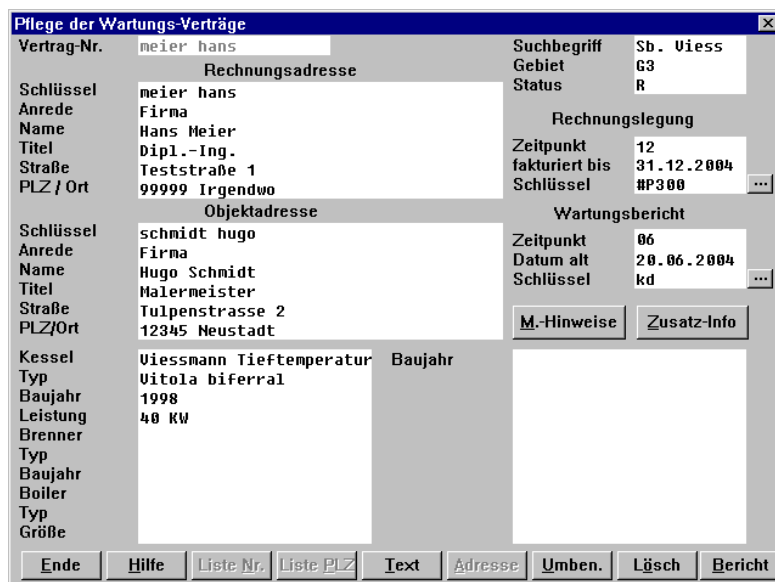 Pflege der Wartungs-Verträge
Vertrag-Nr. meier hans
Rechnungsadresse
Schlüssel meier hans
Anrede Firma
Name Hans Meier
Titel Dipl.-Ing.
Straße Teststraße 1
PLZ / Ort 99999 Irgendwo
Objektadresse
Schlüssel schmidt hugo
Anrede Firma
Name Hugo Schmidt
Titel Malermeister
Straße Tulpenstrasse 2
PLZ/Ort 12345 Neustadt
Suchbegriff Sb. Viess
Gebiet G3
Status R
Rechnungslegung
Zeitpunkt 12
fakturiert bis 31.12.2004
Schlüssel #P300 ...
Wartungsbericht
Zeitpunkt 06
Datum alt 20.06.2004
Schlüssel kd ...
M.-Hinweise Zusatz-Info
Kessel Viessmann Tieftemperatur Baujahr
Typ Vitola biferral
Baujahr 1998
Leistung 40 KW
Brenner
Typ
Baujahr
Boiler
Typ
Größe
Ende Hilfe Liste Nr. Liste PLZ Text Adresse Umben. Lösch Bericht